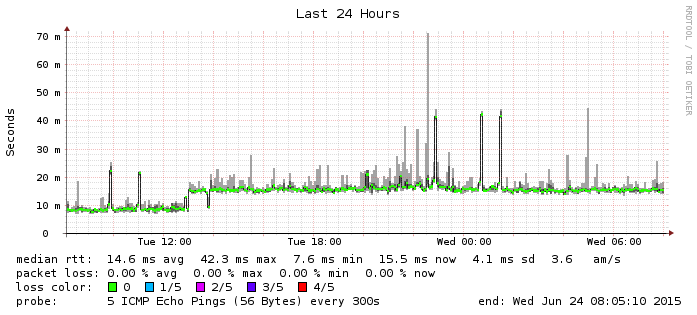 Last 24 Hours
RRDTOOL / TOBI OETIKER
Seconds
70 m
60 m
50 m
40 m
30 m
20 m
10 m
0
Tue 12:00 Tue 18:00 Wed 00:00 Wed 06:00
median rtt: 14.6 ms avg 42.3 ms max 7.6 ms min 15.5 ms now 4.1 ms sd 3.6 am/s
packet loss: 0.00 % avg 0.00 % max 0.00 % min 0.00 % now
loss color: 0 1/5 2/5 3/5 4/5
probe: 5 ICMP Echo Pings (56 Bytes) every 300s end: Wed Jun 24 08:05:10 2015